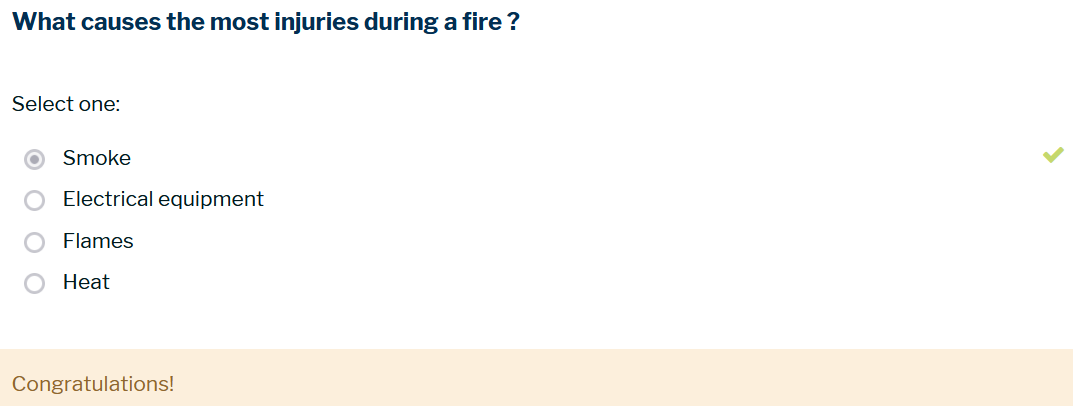 What causes the most injuries during a fire ?
Select one:
Smoke
Electrical equipment
Flames
Heat
Congratulations!